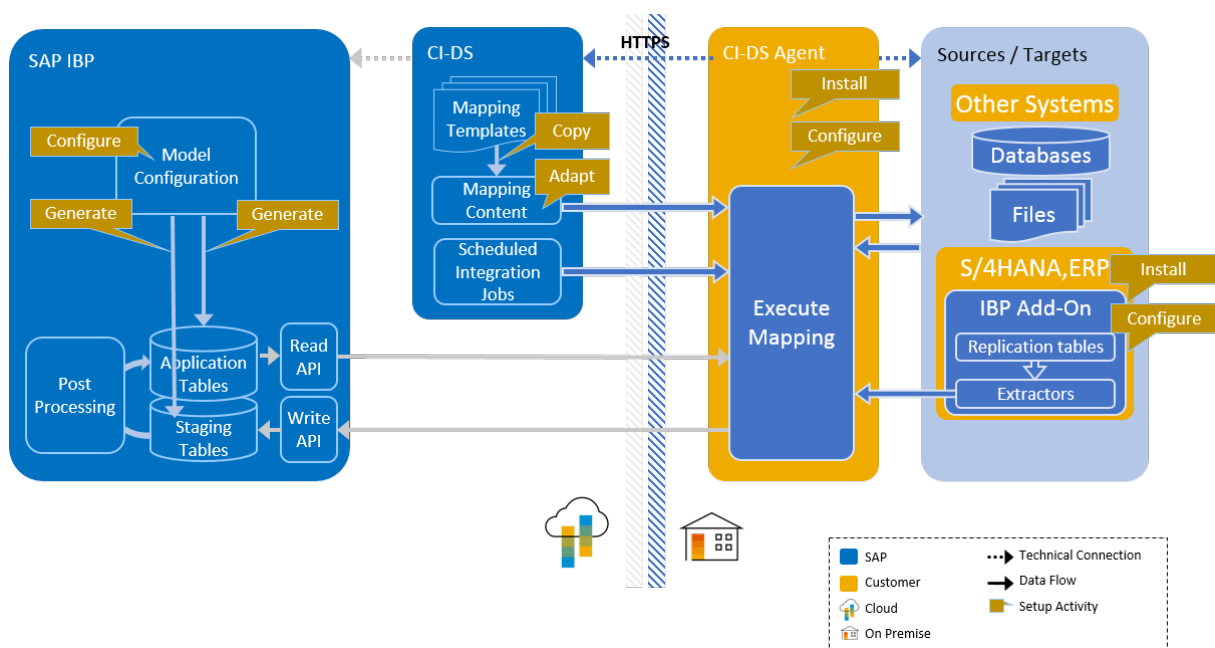 SAP IBP
Configure
Model
Configuration
Generate
Generate
Post
Processing
Application
Tables
Staging
Tables
Read
API
Write
API
CI-DS
Mapping
Templates
Copy
Adapt
Mapping
Content
Scheduled
Integration
Jobs
HTTPS
CI-DS Agent
Install
Configure
Execute
Mapping
Sources / Targets
Other Systems
Databases
Files
S/4HANA,ERP
Install
IBP Add-On
Configure
Replication tables
Extractors
SAP
Customer
Cloud
On Premise
Technical Connection
Data Flow
Setup Activity